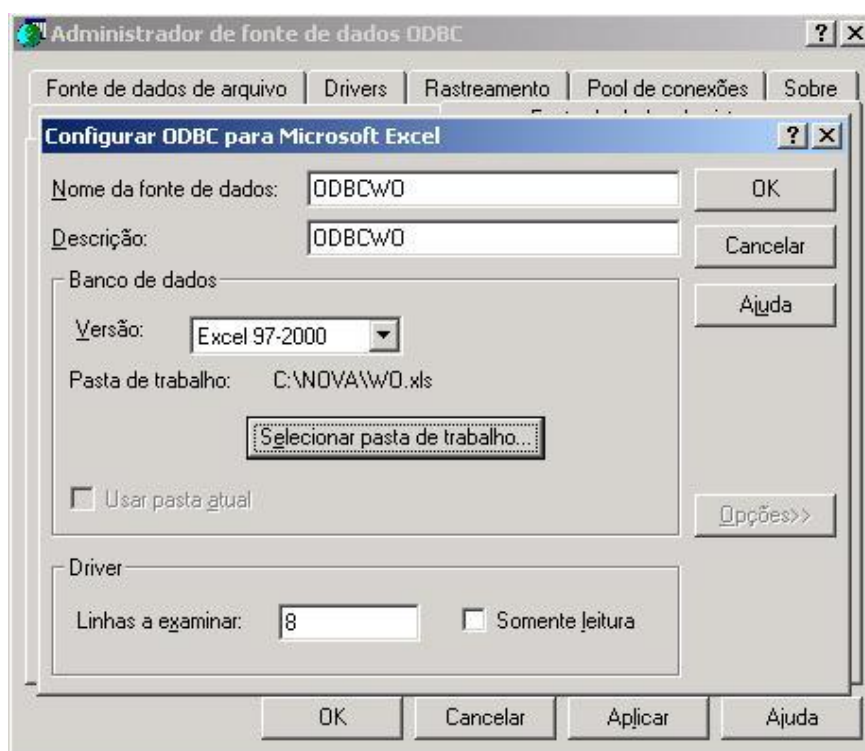 Administrador de fonte de dados ODBC
Fonte de dados de arquivo Drivers Rastreamento Pool de conexões Sobre
Configurar ODBC para Microsoft Excel
Nome da fonte de dados: ODBCWO OK
Descrição: ODBCWO Cancelar
Banco de dados Ajuda
Versão: Excel 97-2000
Pasta de trabalho: C:\NOVA\WO.xls
Selecionar pasta de trabalho...
Usar pasta atual Opções>>
Driver
Linhas a examinar: 8 Somente leitura
OK Cancelar Aplicar Ajuda